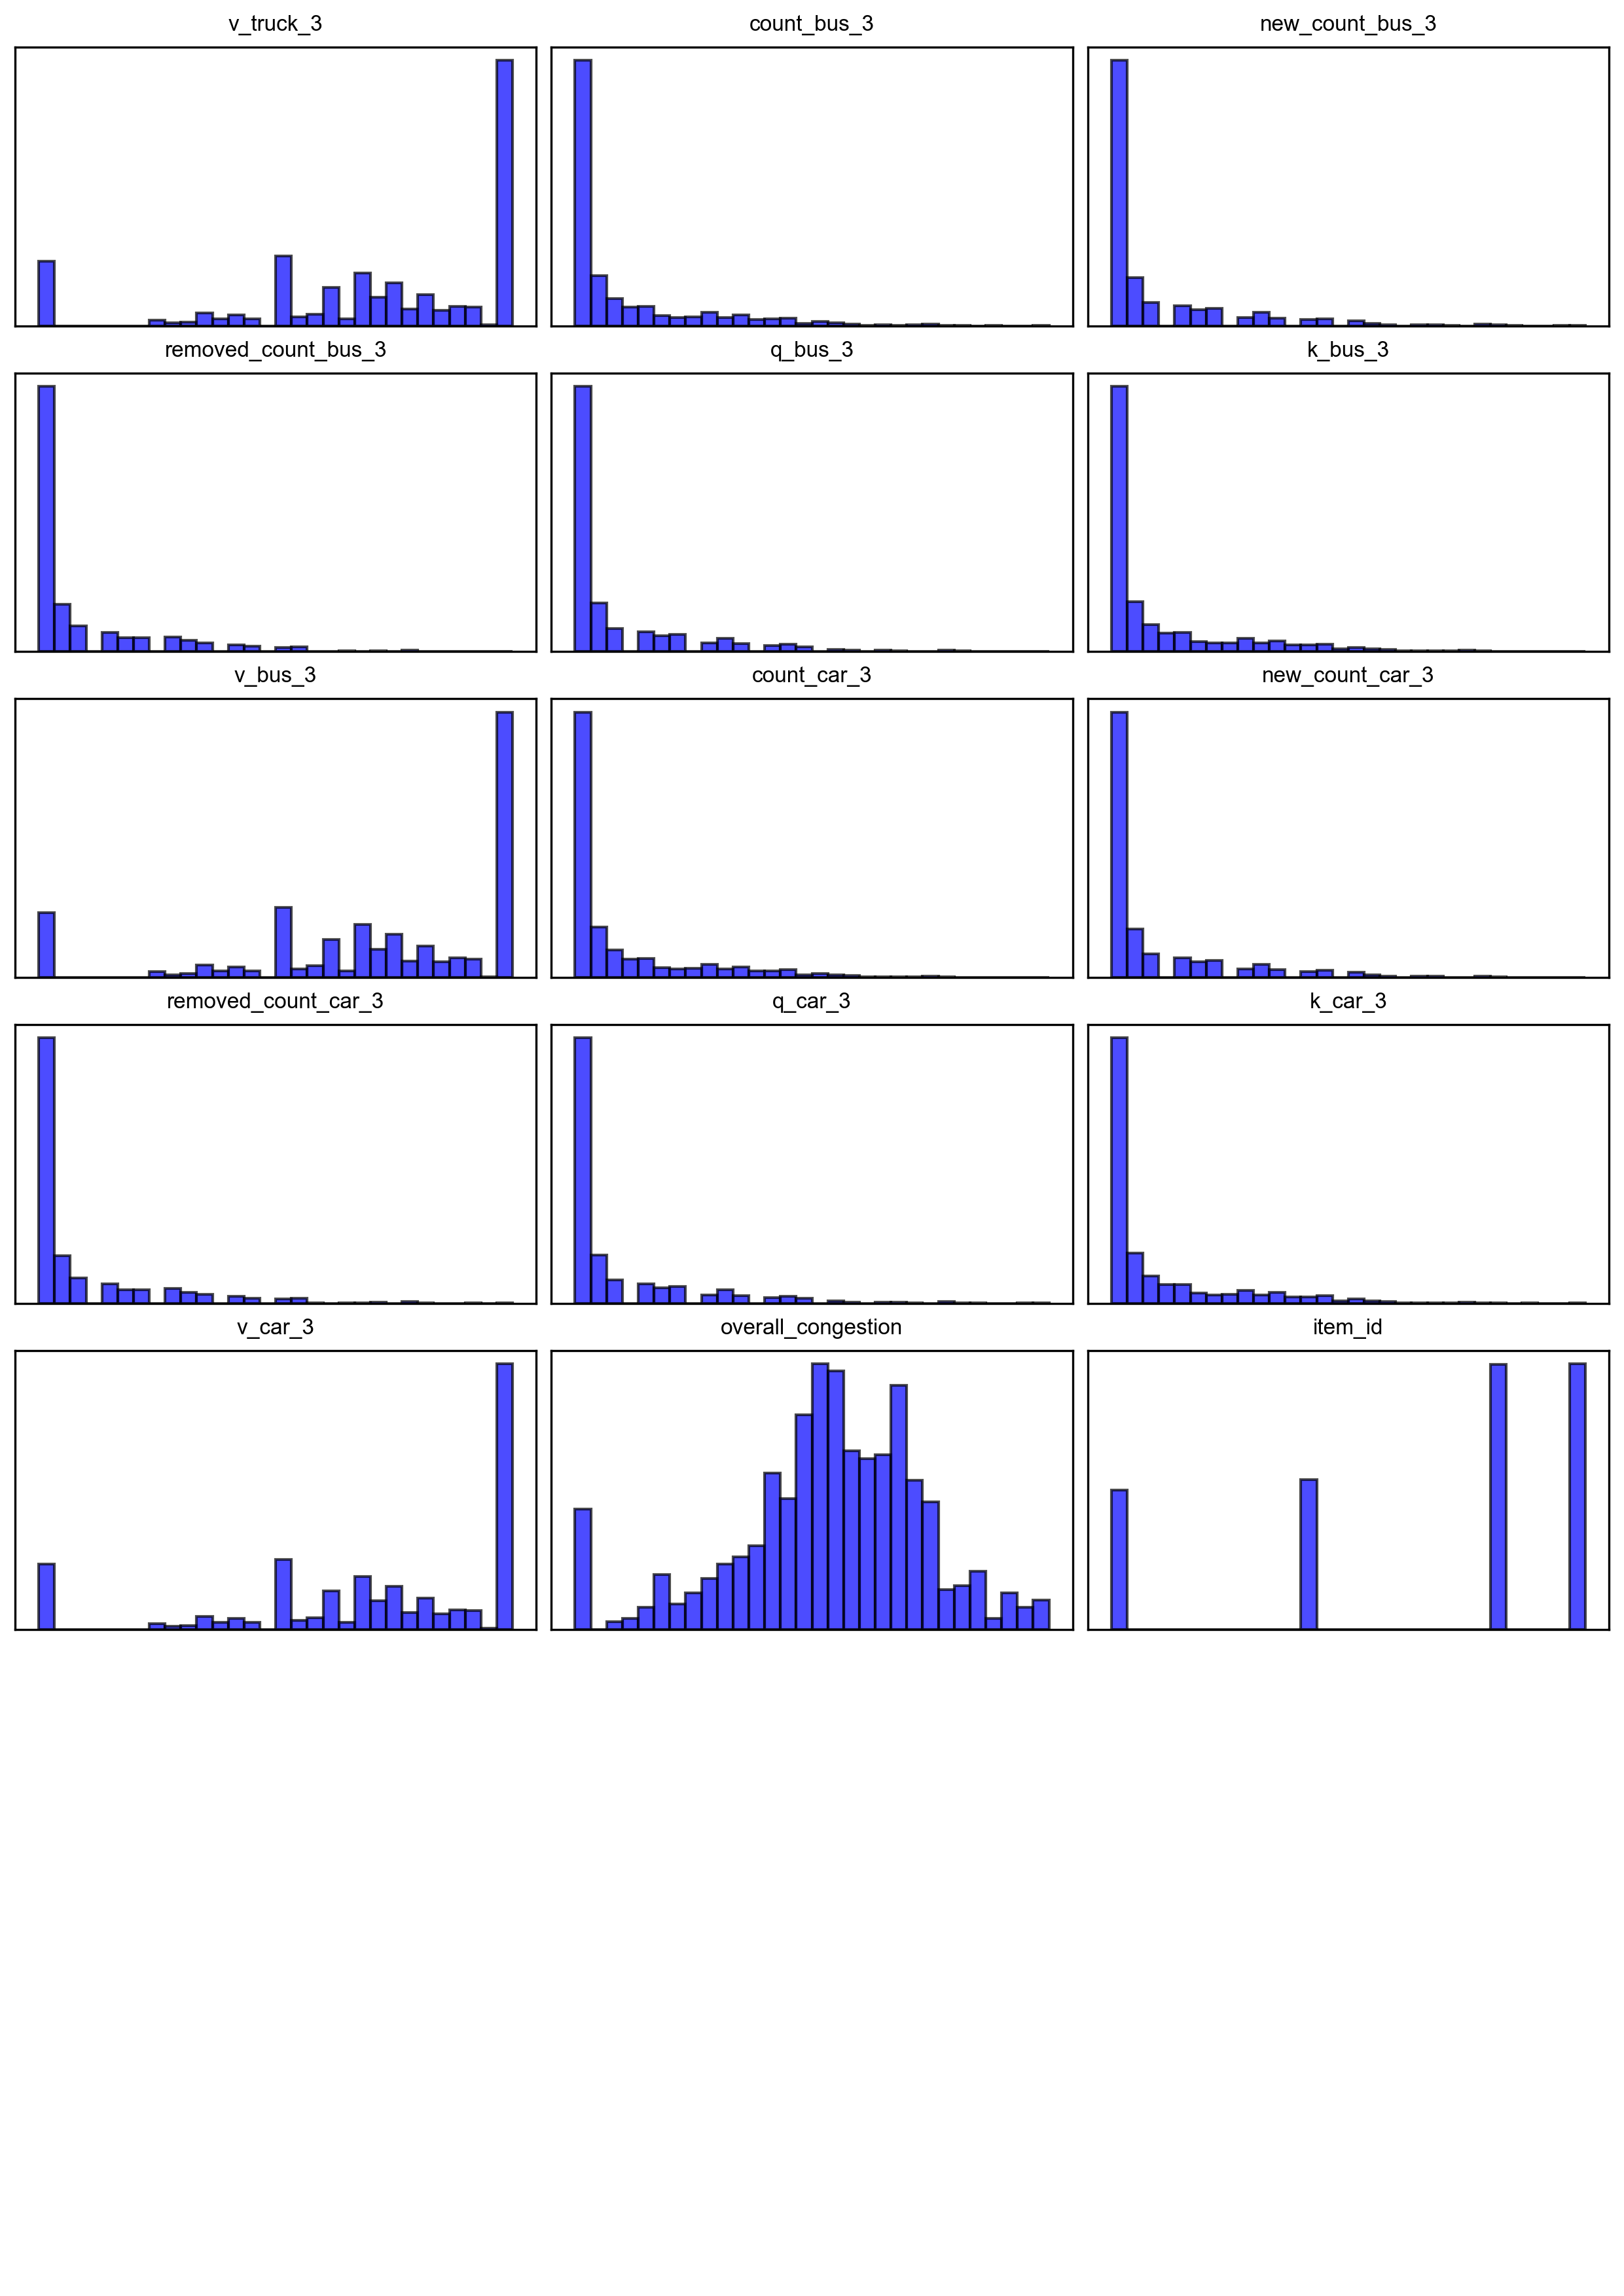 v_truck_3
count_bus_3
new_count_bus_3
removed_count_bus_3
q_bus_3
k_bus_3
v_bus_3
count_car_3
new_count_car_3
removed_count_car_3
q_car_3
k_car_3
v_car_3
overall_congestion
item_id